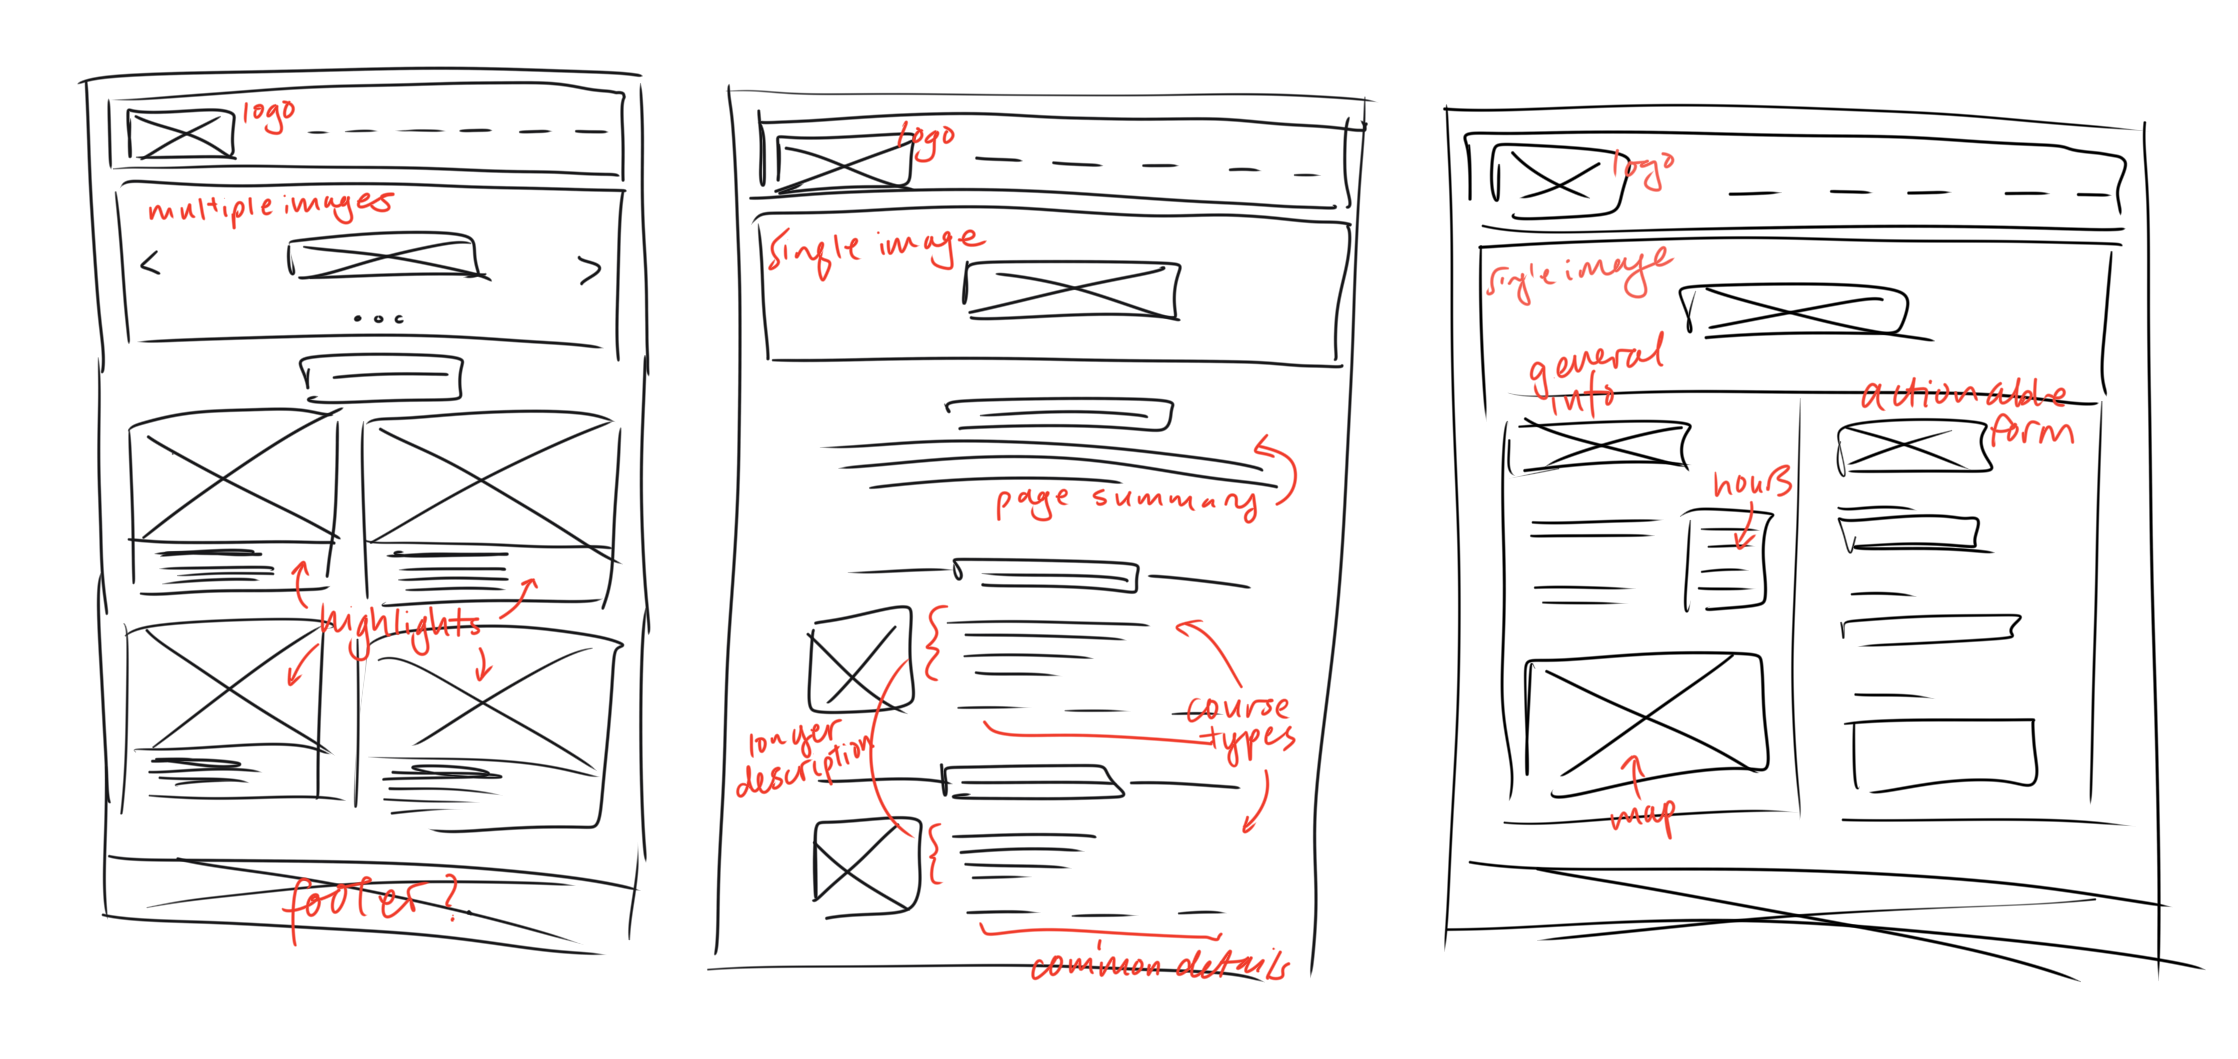 logo
multiple images
highlights
footer?
logo
single image
page summary
course
types
longer
description
common details
logo
single image
general
info
actionable
form
hours
map